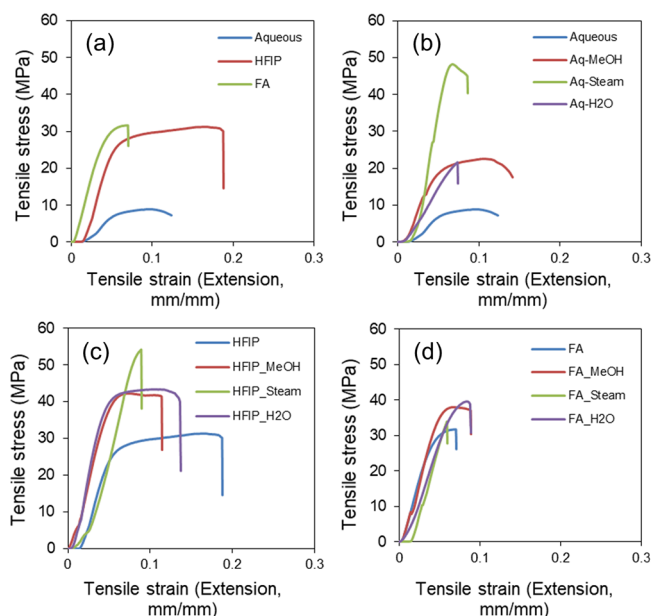 (a)
Tensile stress (MPa)
60
50
40
30
20
10
0
Aqueous
HFIP
FA
0
0.1
0.2
0.3
Tensile strain (Extension,
mm/mm)
(b)
Tensile stress (MPa)
60
50
40
30
20
10
0
Aqueous
Aq-MeOH
Aq-Steam
Aq-H2O
0
0.1
0.2
0.3
Tensile strain (Extension,
mm/mm)
(c)
Tensile stress (MPa)
60
50
40
30
20
10
0
HFIP
HFIP_MeOH
HFIP_Steam
HFIP_H2O
0
0.1
0.2
0.3
Tensile strain (Extension,
mm/mm)
(d)
Tensile stress (MPa)
60
50
40
30
20
10
0
FA
FA_MeOH
FA_Steam
FA_H2O
0
0.1
0.2
0.3
Tensile strain (Extension,
mm/mm)